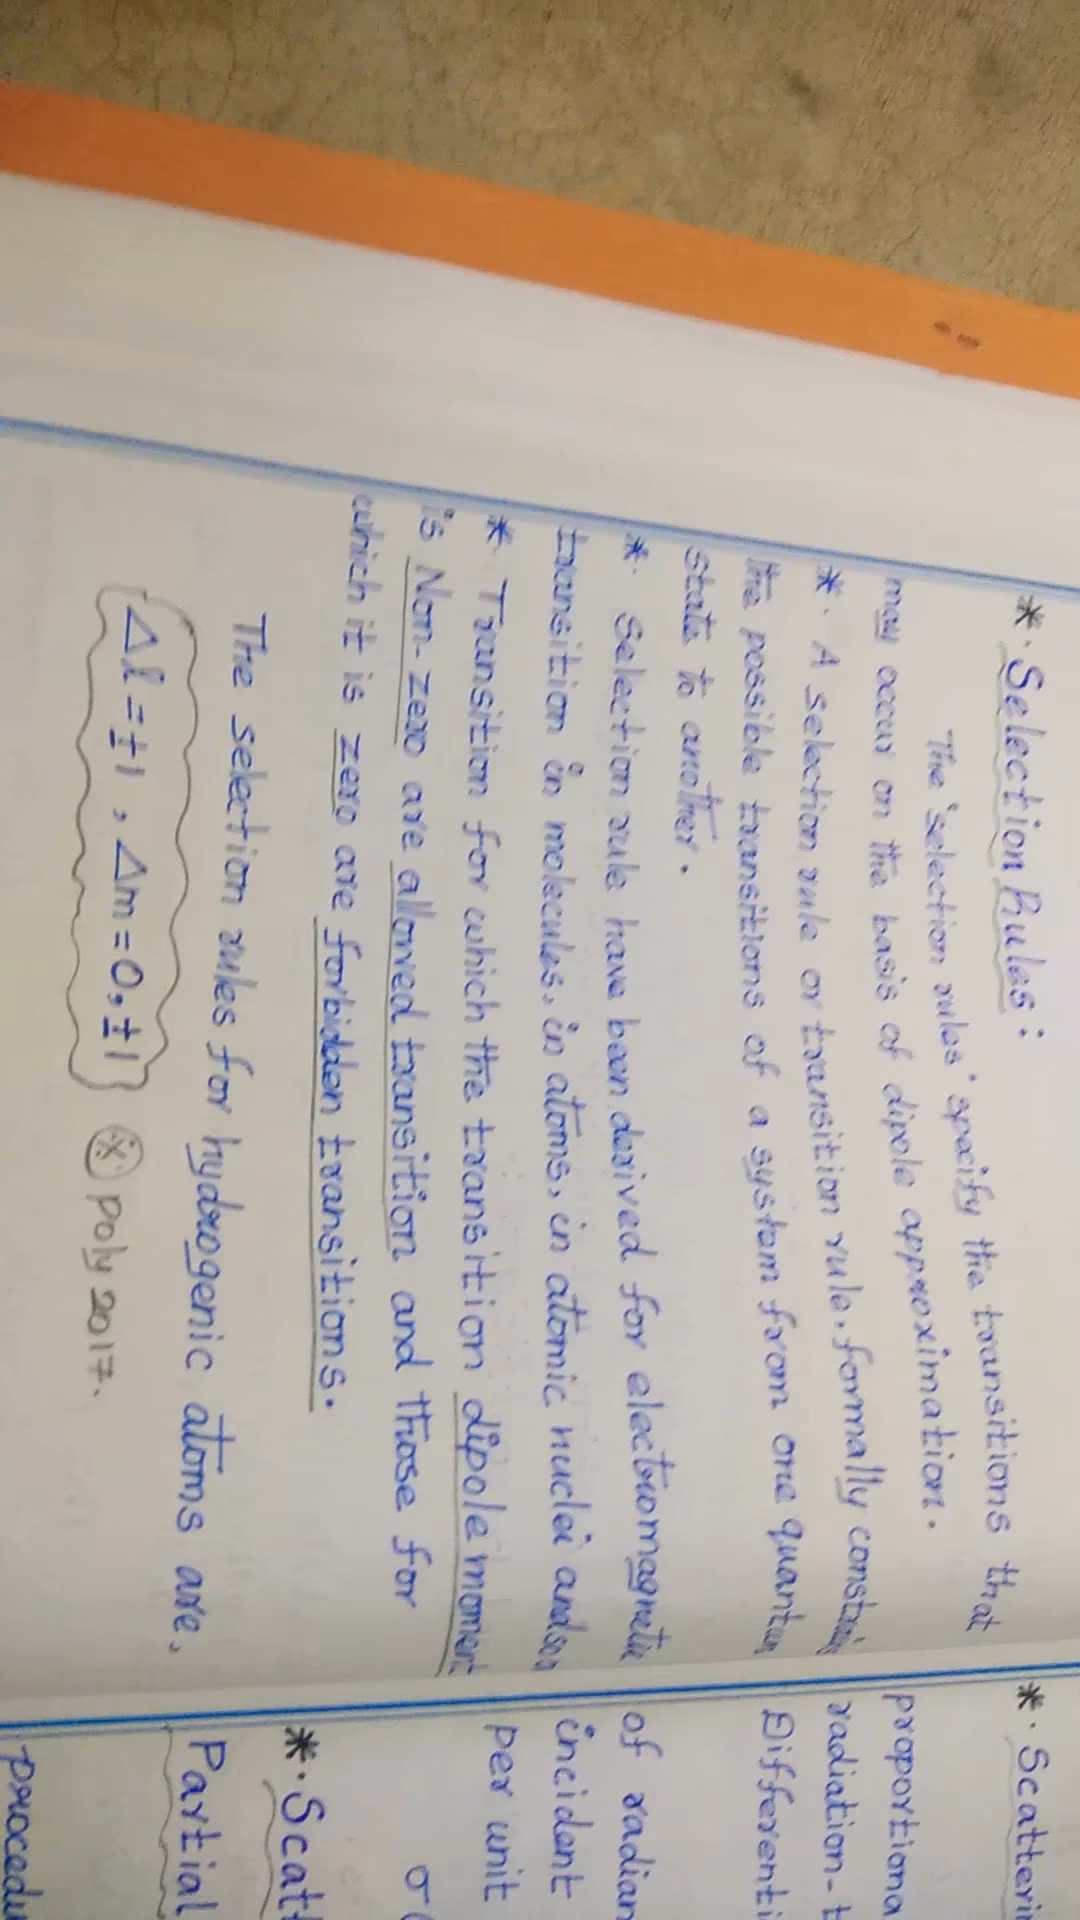 *. Selection Rules:
The 'selection rules' specify the transitions that
may occur on the basis of dipole approximation.
*. A selection rule or transition rule, formally constrain
the possible transitions of a system from one quantum
state to another.
*. Selection rule have been derived for electromagnetic
transition in molecules, in atoms, in atomic nuclei and so on
*. Transition for which the transition dipole moment
is Non-zero are allowed transition and those for
which it is zero are forbidden transitions.
The selection rules for hydrogenic atoms are,
Δl = ±1, Δm = 0, ±1 * Poly 2017.
*. Scatteri
proportiona
radiation-t
Differenti
of radian
incident
per unit
σ(
*. Scatt
Partial
procedu